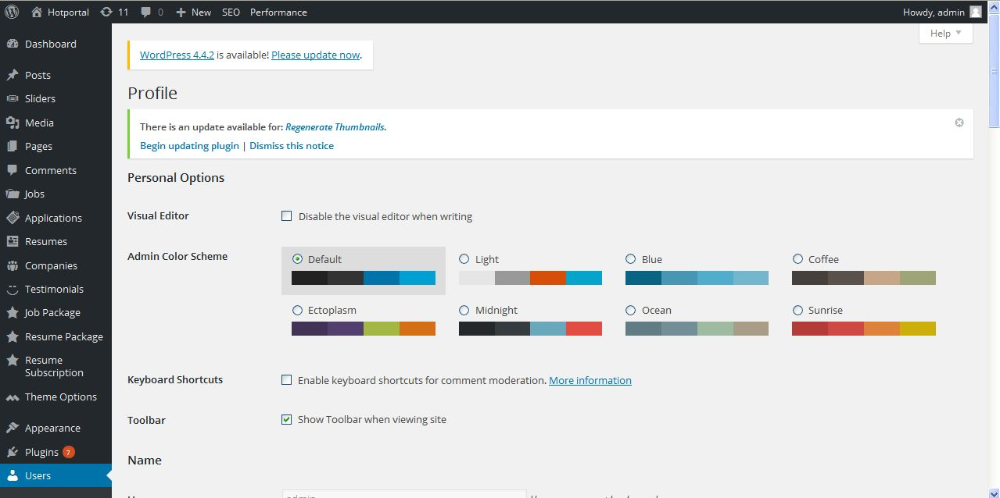 Hotportal 11 0 New SEO Performance Howdy, admin
Help
Dashboard
Posts
Sliders
Media
Pages
Comments
Jobs
Applications
Resumes
Companies
Testimonials
Job Package
Resume Package
Resume
Subscription
Theme Options
Appearance
Plugins 7
Users
WordPress 4.4.2 is available! Please update now.
Profile
There is an update available for: Regenerate Thumbnails.
Begin updating plugin | Dismiss this notice
Personal Options
Visual Editor Disable the visual editor when writing
Admin Color Scheme Default Light Blue Coffee
Ectoplasm Midnight Ocean Sunrise
Keyboard Shortcuts Enable keyboard shortcuts for comment moderation. More information
Toolbar Show Toolbar when viewing site
Name
admin